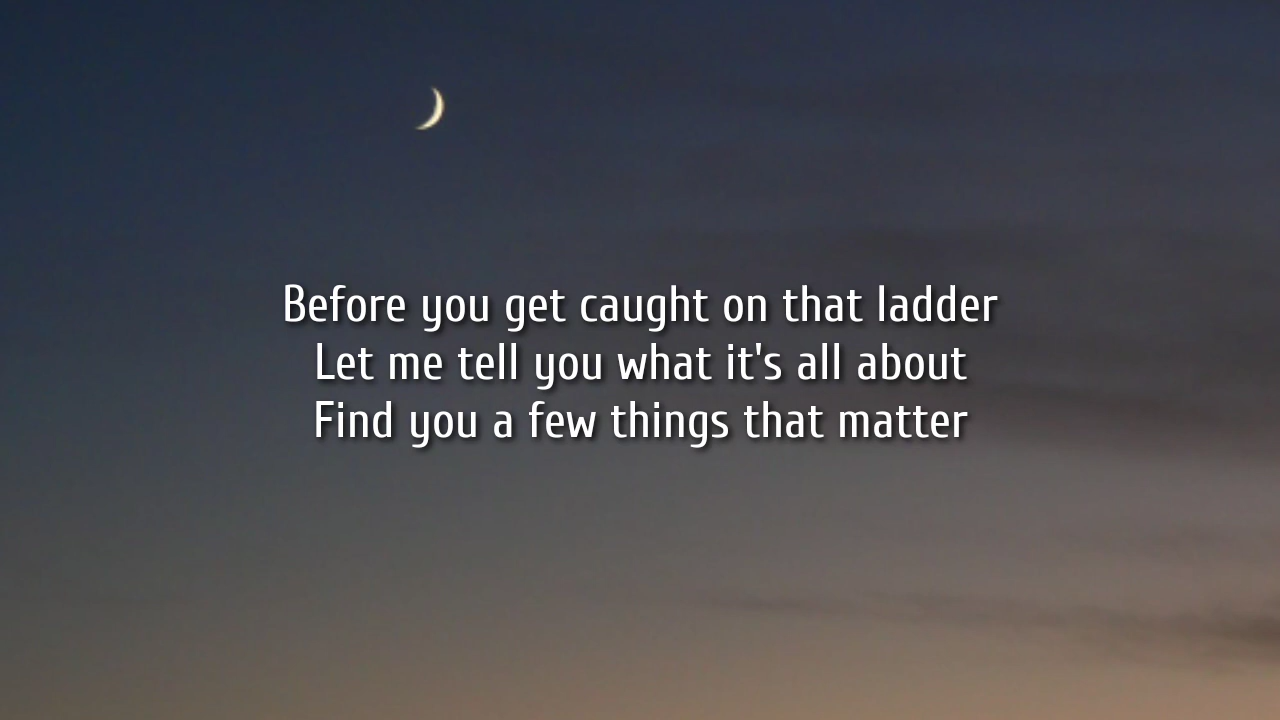 Before you get caught on that ladder
Let me tell you what it's all about
Find you a few things that matter